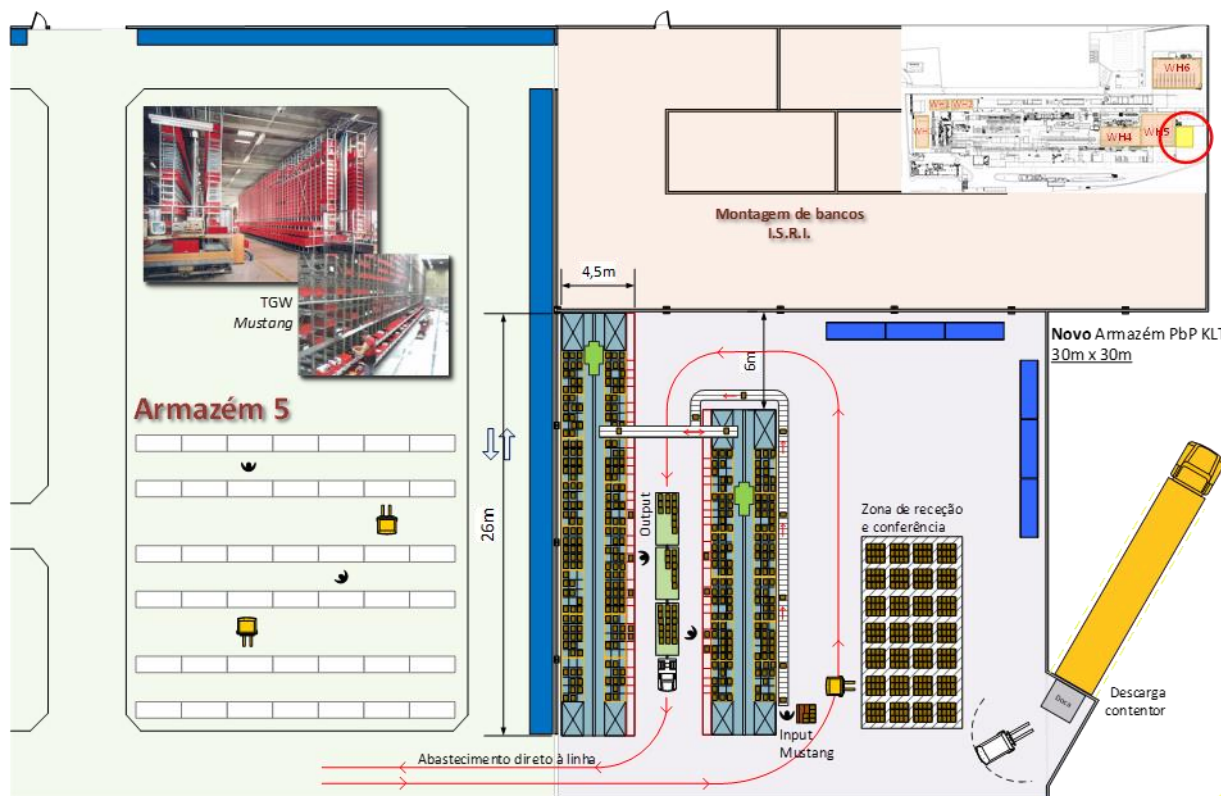 WH6
WH1 WH2
WH4
WH5
Montagem de bancos
I.S.R.I.
4,5m
TGW
Mustang
6m
Novo Armazém PbP KLT
30m x 30m
Armazém 5
26m
Output
Zona de receção
e conferência
Doca
Descarga
contentor
Input
Mustang
Abastecimento direto à linha